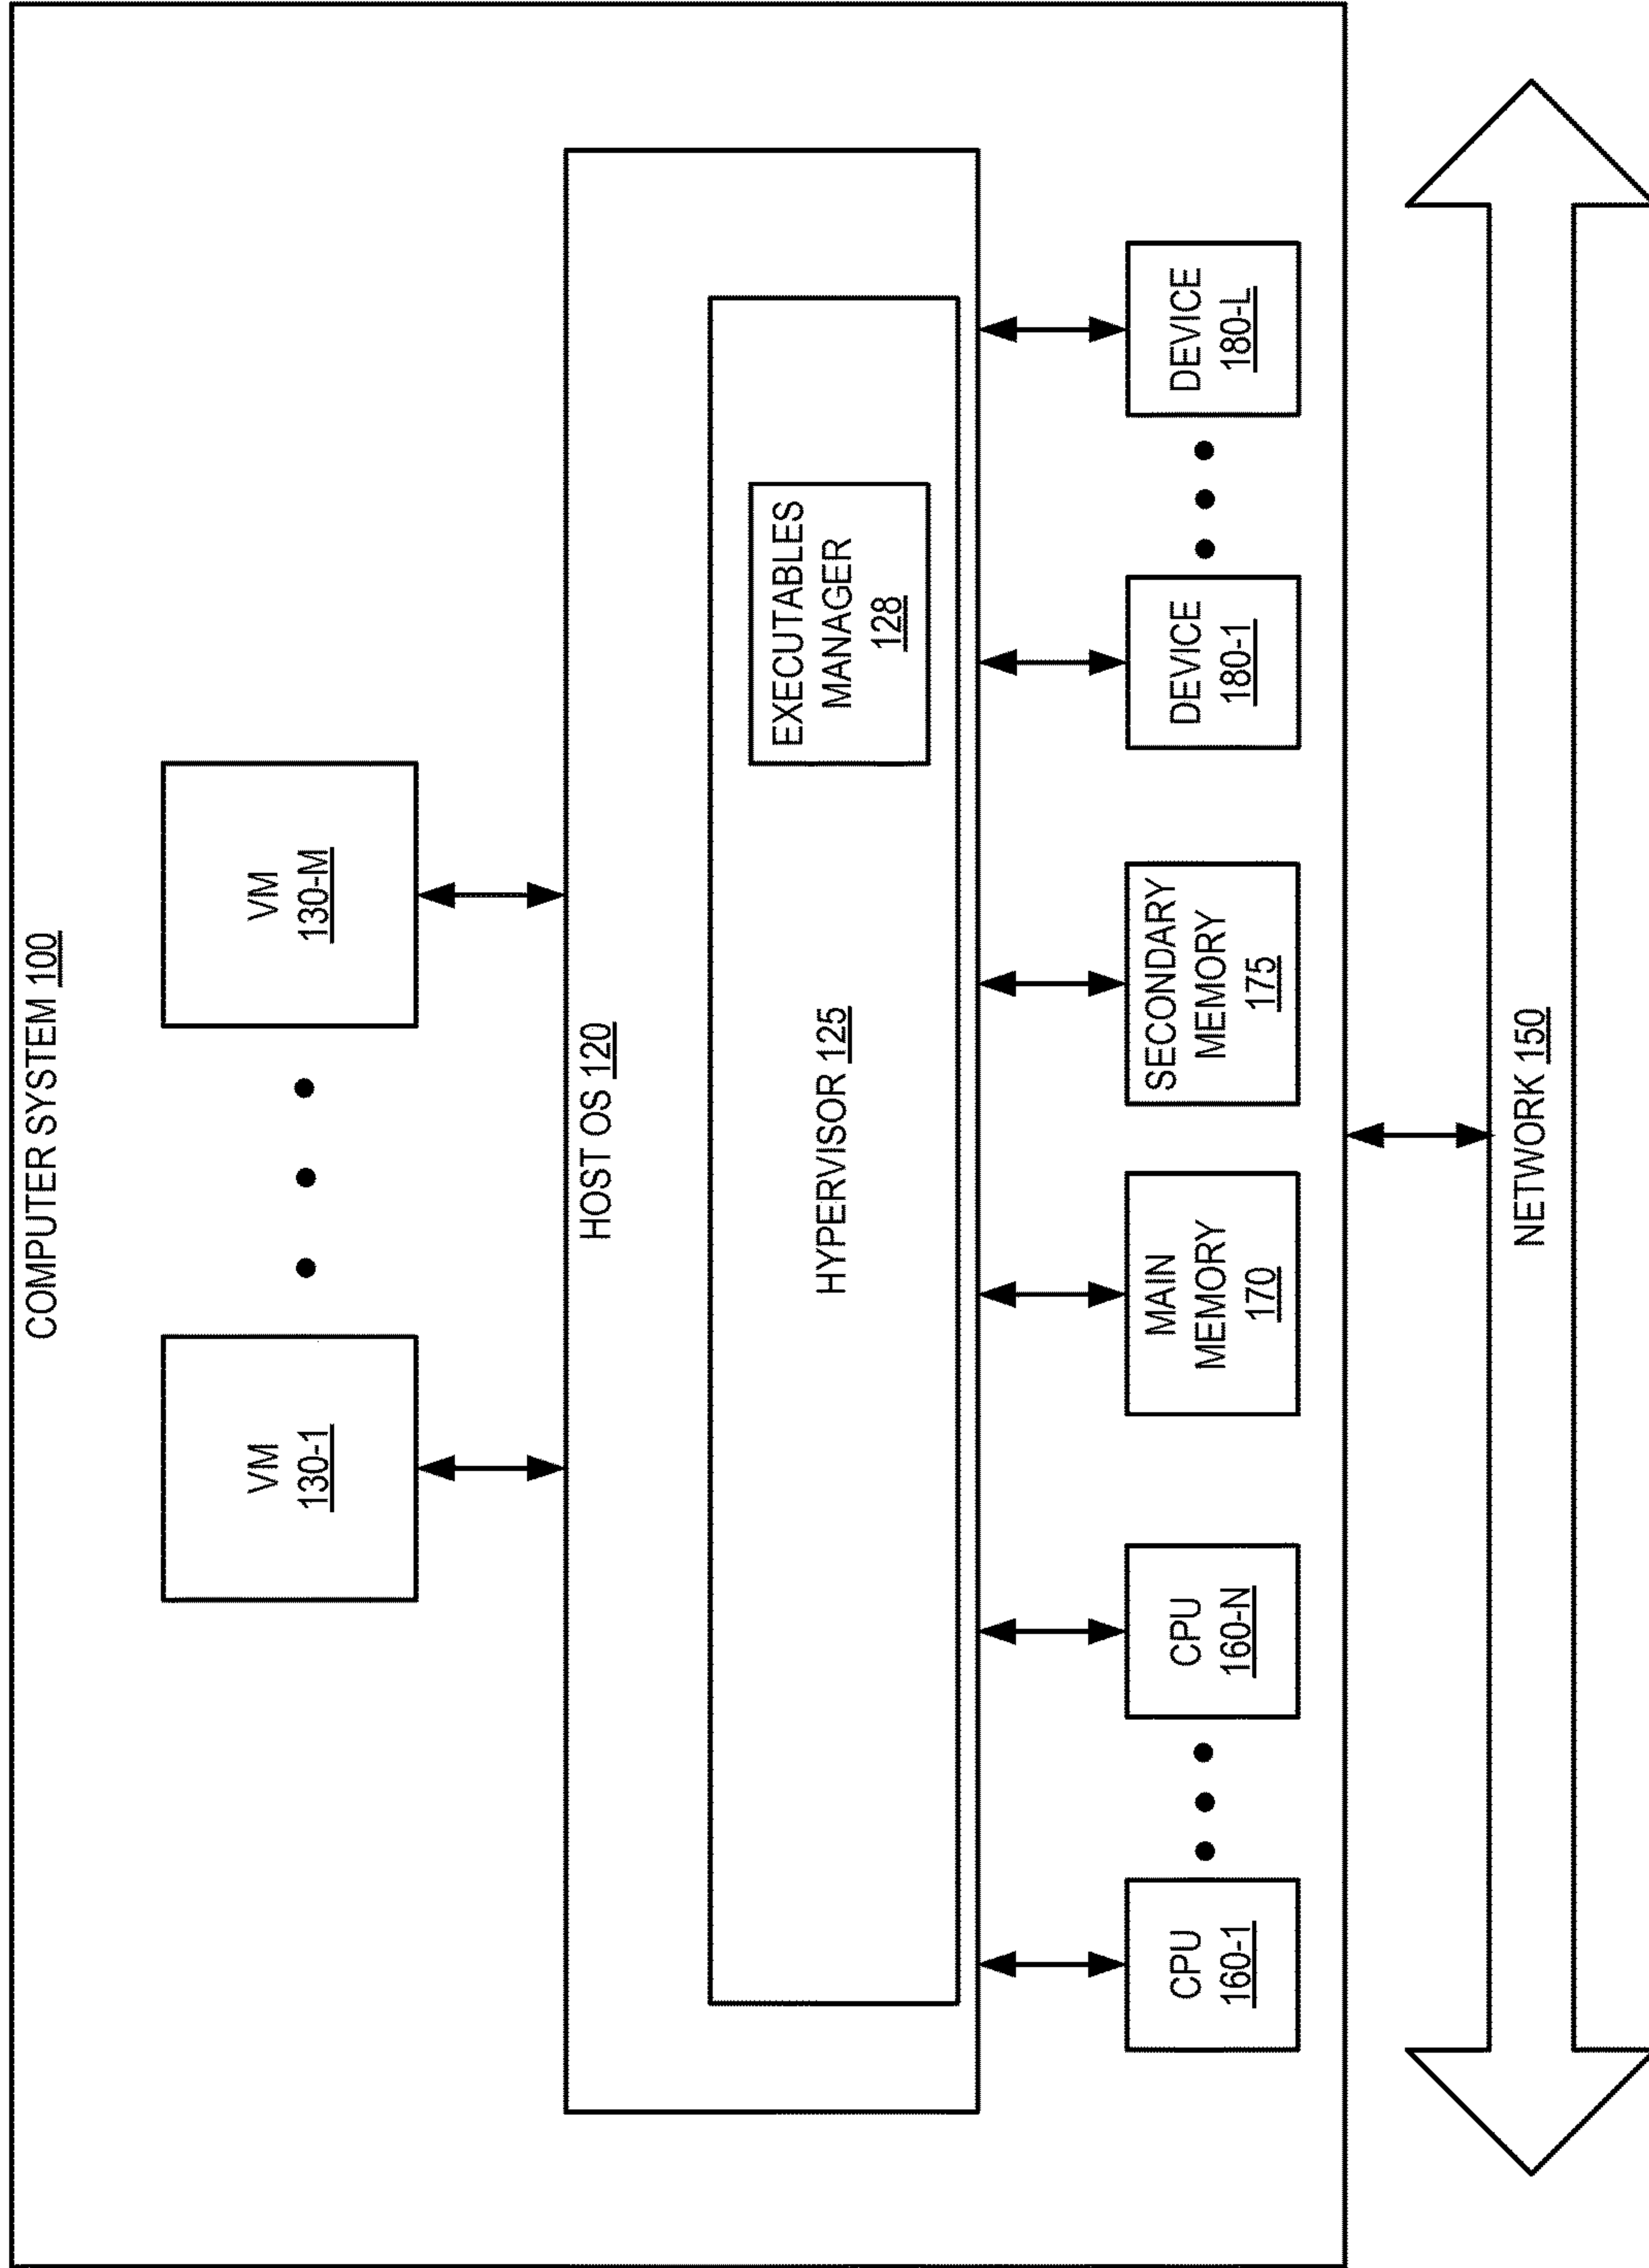 COMPUTER SYSTEM 100
VM
130-1
VM
130-M
HOST OS 120
HYPERVISOR 125
EXECUTABLES
MANAGER
128
CPU
160-1
CPU
160-N
MAIN
MEMORY
170
SECONDARY
MEMORY
175
DEVICE
180-1
DEVICE
180-L
NETWORK 150